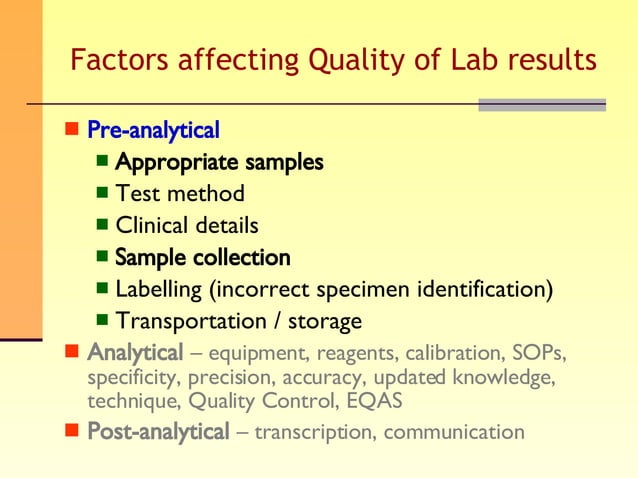 Factors affecting Quality of Lab results
Pre-analytical
Appropriate samples
Test method
Clinical details
Sample collection
Labelling (incorrect specimen identification)
Transportation / storage
Analytical – equipment, reagents, calibration, SOPs,
specificity, precision, accuracy, updated knowledge,
technique, Quality Control, EQAS
Post-analytical – transcription, communication